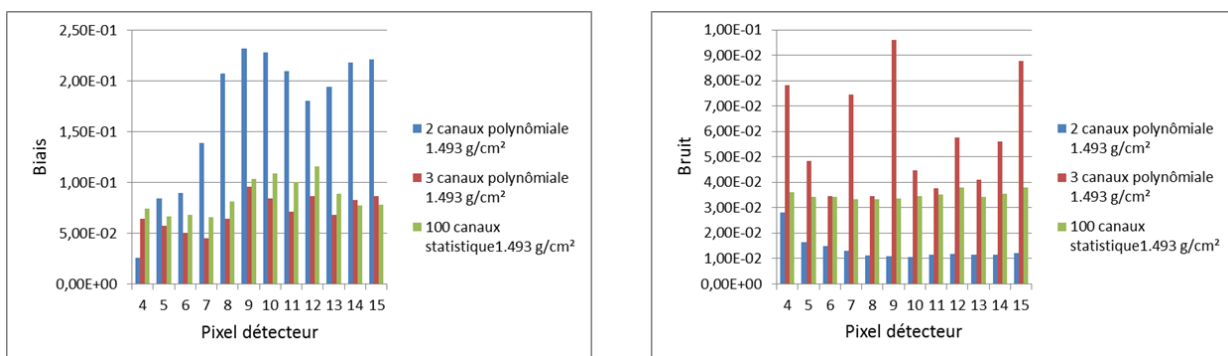 2,50E-01
2,00E-01
1,50E-01
1,00E-01
5,00E-02
0,00E+00
Biais
4 5 6 7 8 9 10 11 12 13 14 15
Pixel détecteur
2 canaux polynômiale
1.493 g/cm²
3 canaux polynômiale
1.493 g/cm²
100 canaux
statistique1.493 g/cm²
1,00E-01
9,00E-02
8,00E-02
7,00E-02
6,00E-02
5,00E-02
4,00E-02
3,00E-02
2,00E-02
1,00E-02
0,00E+00
Bruit
4 5 6 7 8 9 10 11 12 13 14 15
Pixel détecteur
2 canaux polynômiale
1.493 g/cm²
3 canaux polynômiale
1.493 g/cm²
100 canaux
statistique1.493 g/cm²